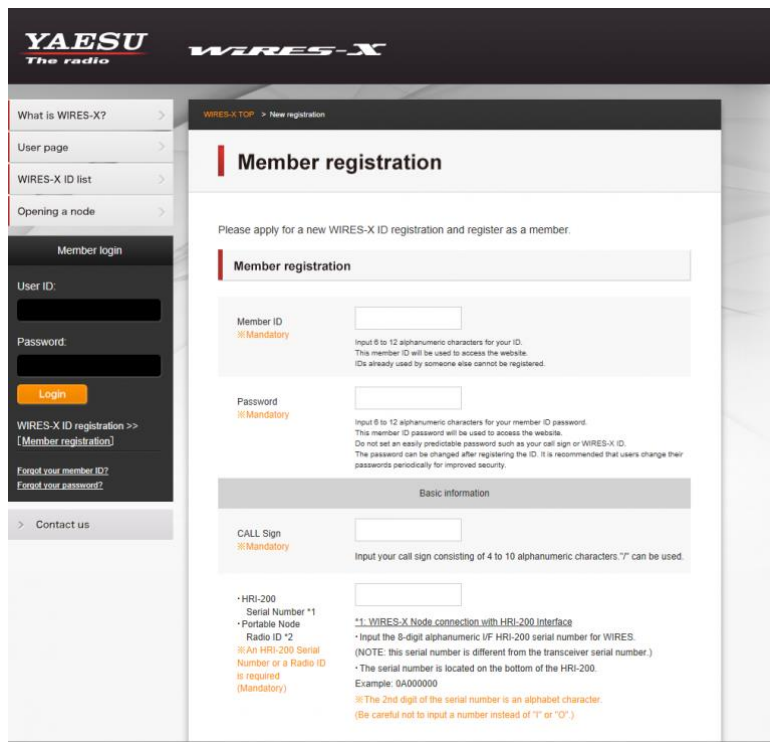 YAESU
The radio
WIRES-X
What is WIRES-X?
User page
WIRES-X ID list
Opening a node
Member login
User ID:
Password:
Login
WIRES-X ID registration >>
[Member registration]
Forgot your member ID?
Forgot your password?
> Contact us
WIRES-X TOP > New registration
Member registration
Please apply for a new WIRES-X ID registration and register as a member.
Member registration
Member ID
※Mandatory
Input 6 to 12 alphanumeric characters for your ID.
This member ID will be used to access the website.
IDs already used by someone else cannot be registered.
Password
※Mandatory
Input 6 to 12 alphanumeric characters for your member ID password.
This member ID password will be used to access the website.
Do not set an easily predictable password such as your call sign or WIRES-X ID.
The password can be changed after registering the ID. It is recommended that users change their
passwords periodically for improved security.
Basic information
CALL Sign
※Mandatory
Input your call sign consisting of 4 to 10 alphanumeric characters."/" can be used.
・HRI-200
Serial Number *1
・Portable Node
Radio ID *2
※An HRI-200 Serial
Number or a Radio ID
is required
(Mandatory)
*1: WIRES-X Node connection with HRI-200 Interface
・Input the 8-digit alphanumeric I/F HRI-200 serial number for WIRES.
(NOTE: this serial number is different from the transceiver serial number.)
・The serial number is located on the bottom of the HRI-200.
Example: 0A000000
※The 2nd digit of the serial number is an alphabet character.
(Be careful not to input a number instead of "I" or "O".)